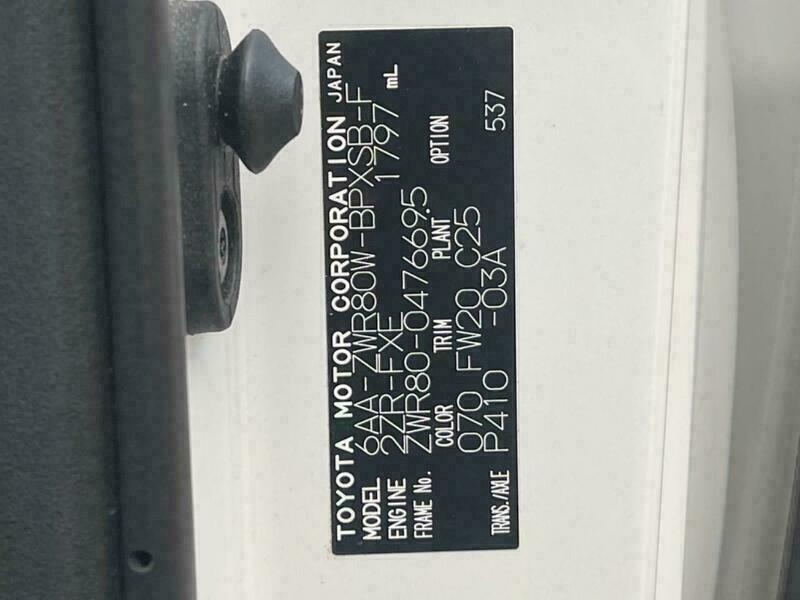 TOYOTA MOTOR CORPORATION JAPAN
MODEL 6AA-ZWR80W-BPXSB-F
ENGINE 2ZR-FXE 1797 mL
FRAME No. ZWR80-0476695
COLOR TRIM PLANT OPTION
070 FW20 C25
TRANS./AXLE P410 -03A 537